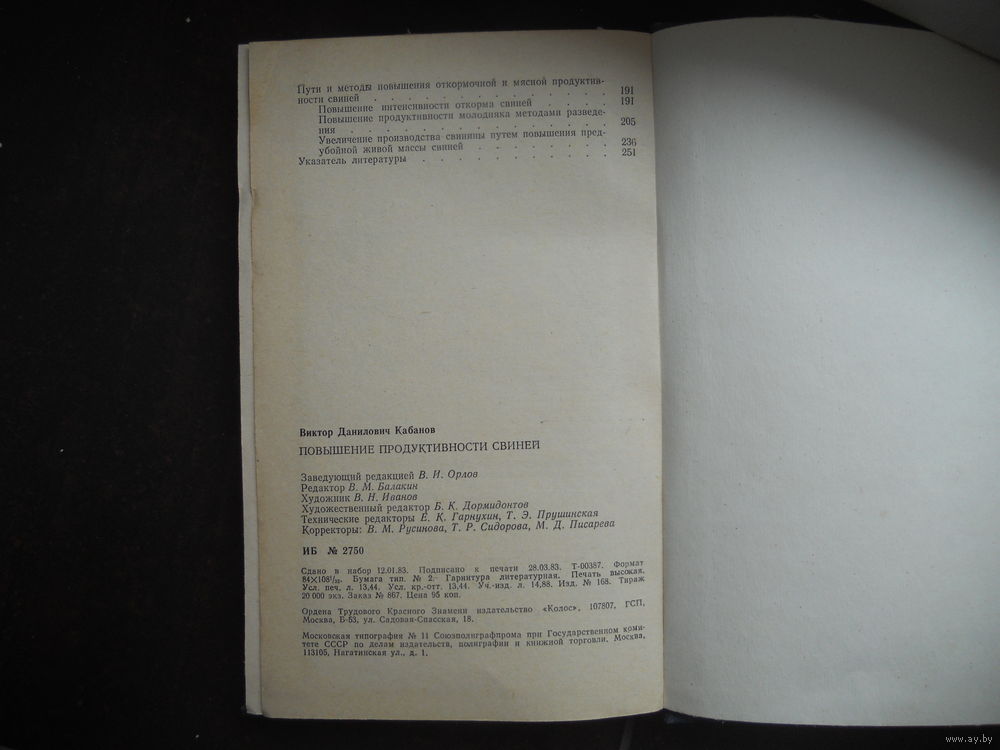 Пути и методы повышения откормочной и мясной продуктив-
ности свиней . . . . . . . . . . . . . 191
Повышение интенсивности откорма свиней . . . . 191
Повышение продуктивности молодняка методами разведе-
ния . . . . . . . . . . . . . . . 205
Увеличение производства свинины путем повышения пред-
убойной живой массы свиней . . . . . . . 236
Указатель литературы . . . . . . . . . . 251
Виктор Данилович Кабанов
ПОВЫШЕНИЕ ПРОДУКТИВНОСТИ СВИНЕЙ
Заведующий редакцией В. И. Орлов
Редактор В. М. Балакин
Художник В. Н. Иванов
Художественный редактор Б. К. Дормидонтов
Технические редакторы Е. К. Гарнухин, Т. Э. Прушинская
Корректоры: В. М. Русинова, Т. Р. Сидорова, М. Д. Писарева
ИБ № 2750
Сдано в набор 12.01.83. Подписано к печати 28.03.83. Т-00387. Формат
84×108¹/₃₂. Бумага тип. № 2. Гарнитура литературная. Печать высокая.
Усл. печ. л. 13,44. Усл. кр.-отт. 13,44. Уч.-изд. л. 14,88. Изд. № 168. Тираж
20 000 экз. Заказ № 867. Цена 95 коп.
Ордена Трудового Красного Знамени издательство «Колос», 107807, ГСП,
Москва, Б-53, ул. Садовая-Спасская, 18.
Московская типография № 11 Союзполиграфпрома при Государственном коми-
тете СССР по делам издательств, полиграфии и книжной торговли. Москва,
113105, Нагатинская ул., д. 1.
www.ay.by